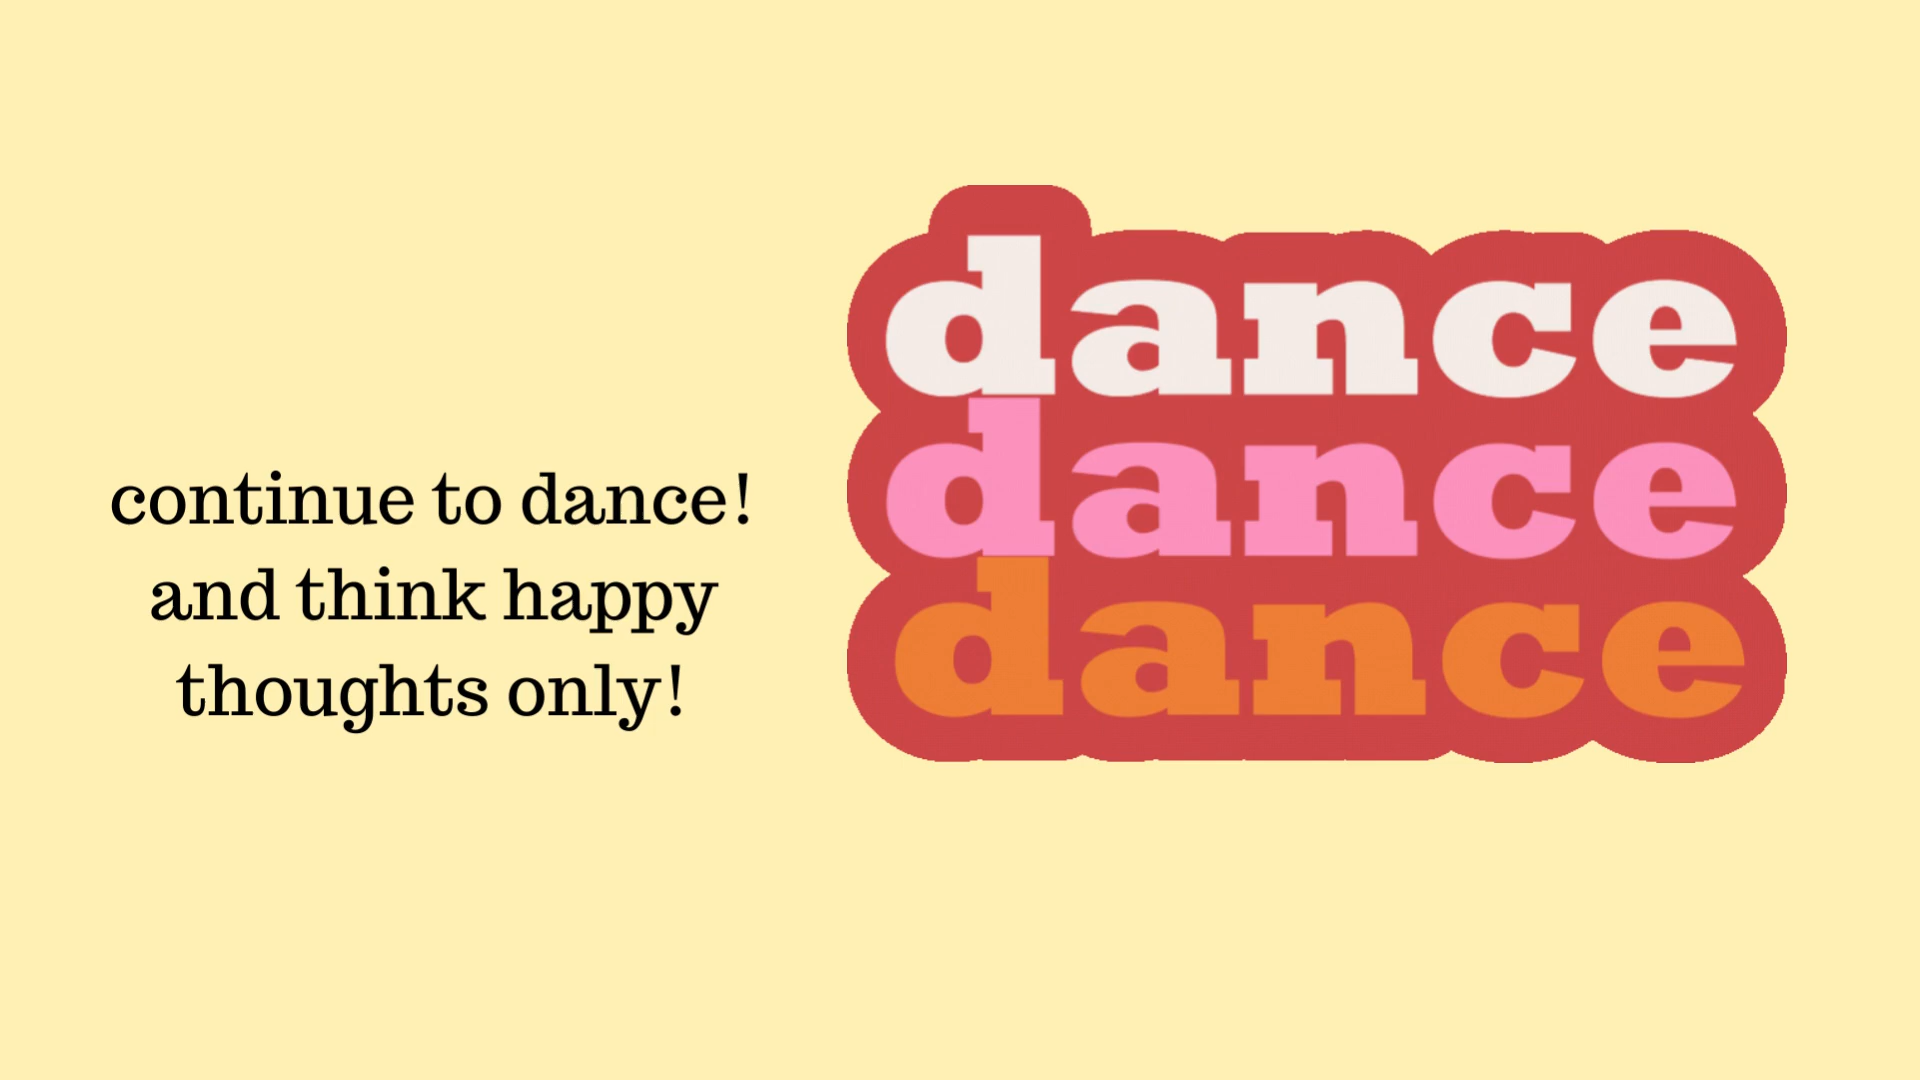 continue to dance!
and think happy
thoughts only!
dance
dance
dance